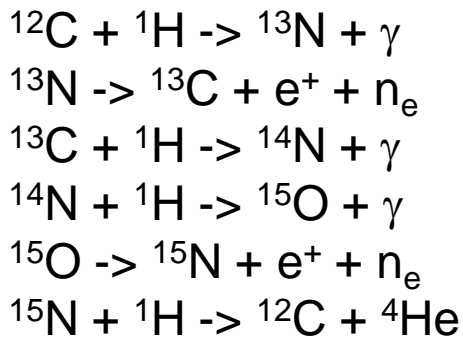 ¹²C + ¹H -> ¹³N + γ
¹³N -> ¹³C + e⁺ + nₑ
¹³C + ¹H -> ¹⁴N + γ
¹⁴N + ¹H -> ¹⁵O + γ
¹⁵O -> ¹⁵N + e⁺ + nₑ
¹⁵N + ¹H -> ¹²C + ⁴He